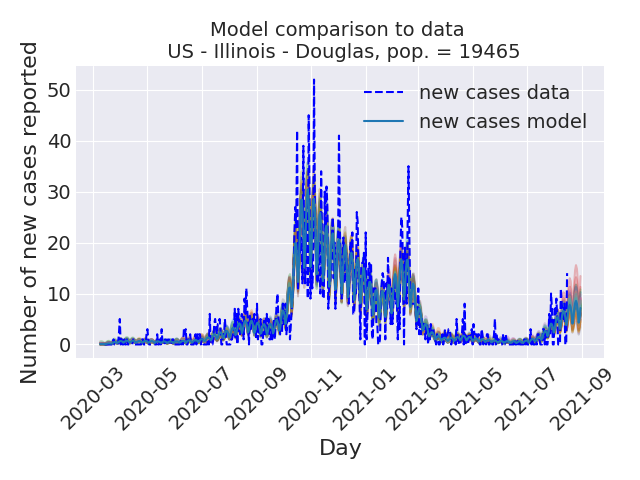 Model comparison to data
US - Illinois - Douglas, pop. = 19465
Number of new cases reported
50
40
30
20
10
0
new cases data
new cases model
2020-03
2020-05
2020-07
2020-09
2020-11
2021-01
2021-03
2021-05
2021-07
2021-09
Day